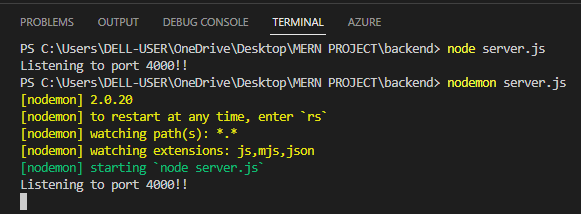 PROBLEMS OUTPUT DEBUG CONSOLE TERMINAL AZURE
PS C:\Users\DELL-USER\OneDrive\Desktop\MERN PROJECT\backend> node server.js
Listening to port 4000!!
PS C:\Users\DELL-USER\OneDrive\Desktop\MERN PROJECT\backend> nodemon server.js
[nodemon] 2.0.20
[nodemon] to restart at any time, enter `rs`
[nodemon] watching path(s): *.*
[nodemon] watching extensions: js,mjs,json
[nodemon] starting `node server.js`
Listening to port 4000!!